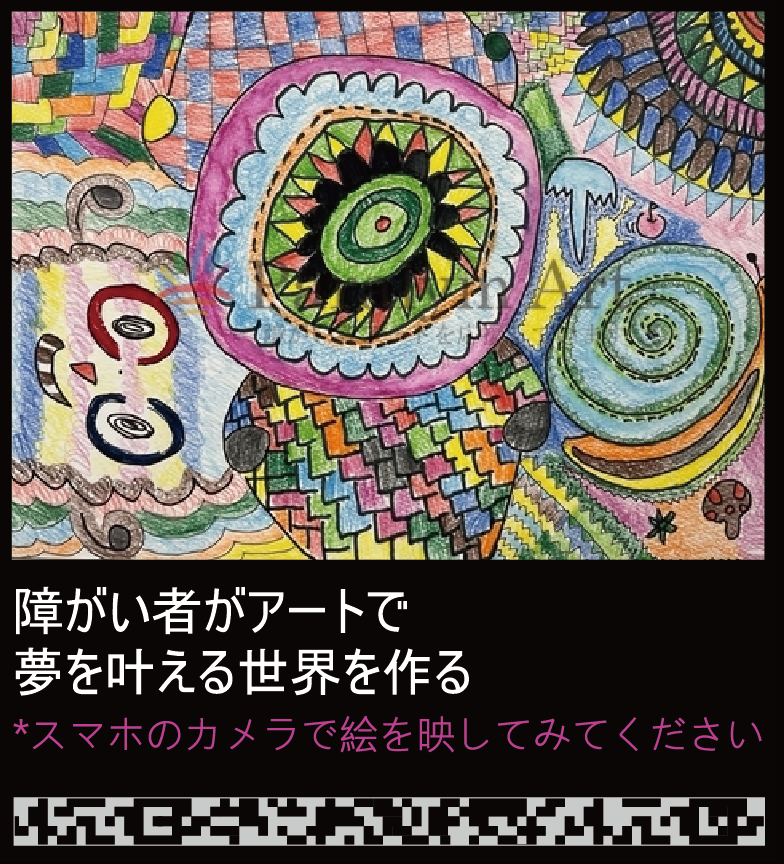 障がい者がアートで
夢を叶える世界を作る
*スマホのカメラで絵を映してみてください